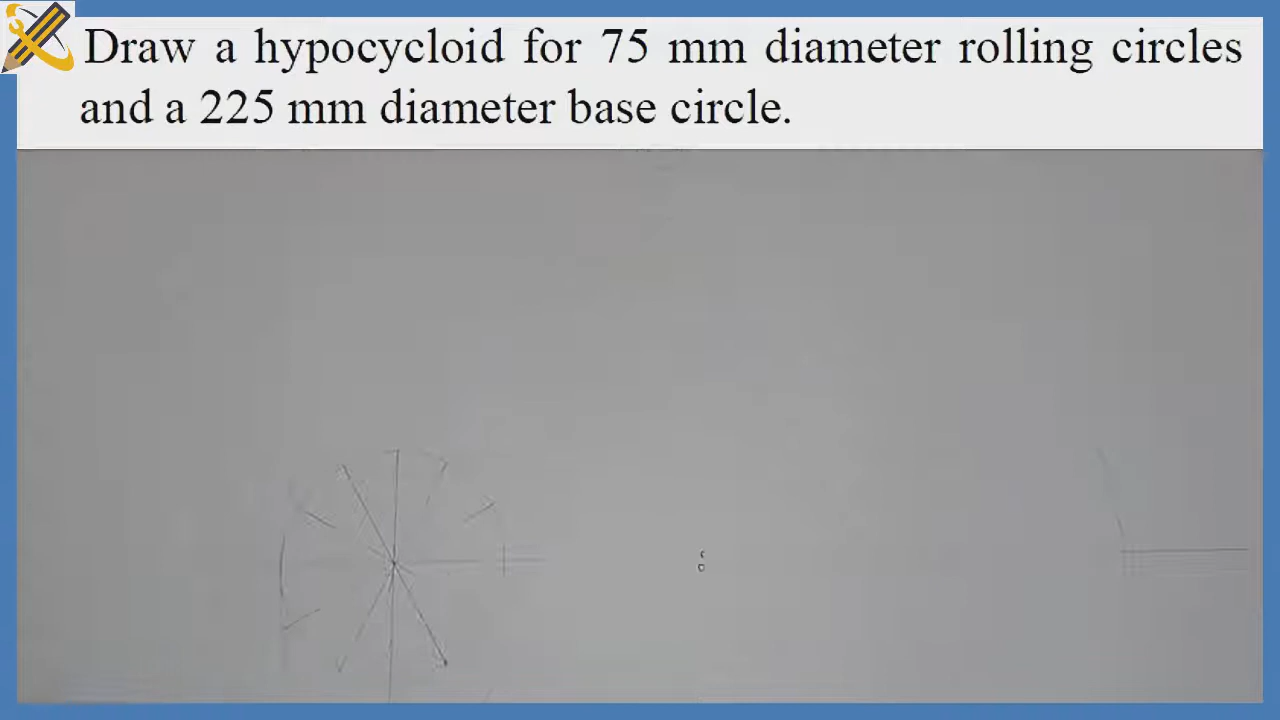 Draw a hypocycloid for 75 mm diameter rolling circles
and a 225 mm diameter base circle.